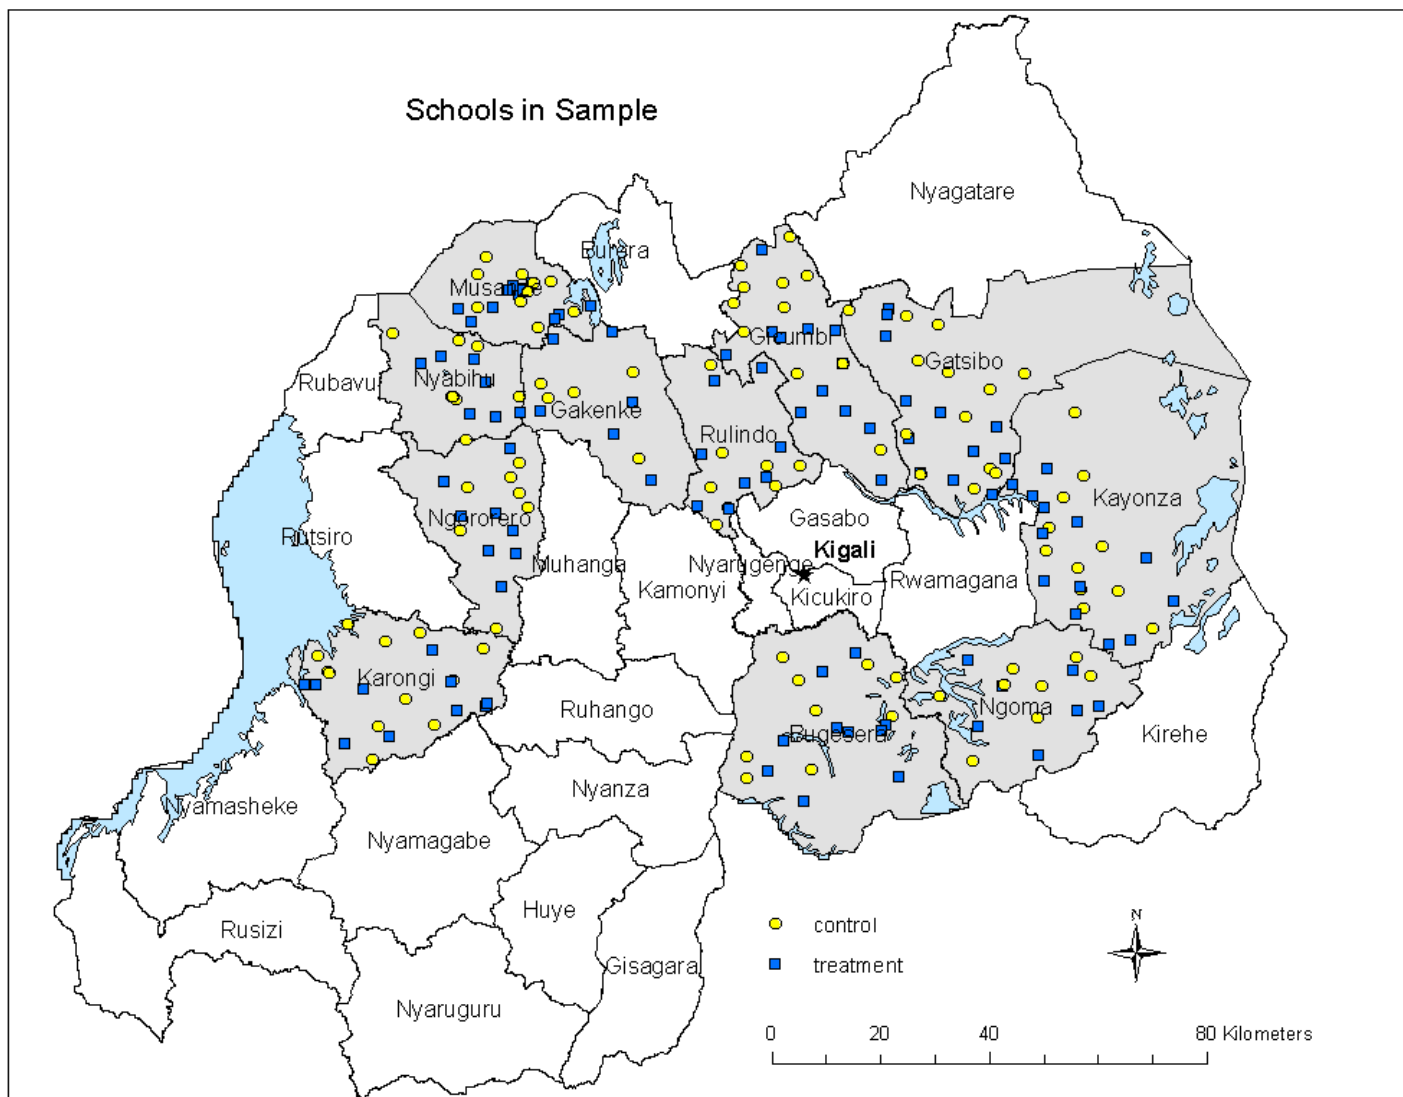 Schools in Sample
Nyagatare
Burera
Musanze
Gicumbi
Gatsibo
Rubavu
Nyabihu
Gakenke
Rulindo
Kayonza
Ngororero
Gasabo
Rutsiro
Kigali
Muhanga
Nyarugenge
Kamonyi
Kicukiro
Rwamagana
Karongi
Ruhango
Ngoma
Bugesera
Kirehe
Nyamasheke
Nyanza
Nyamagabe
Huye
control
N
Rusizi
Gisagara
treatment
Nyaruguru
0 20 40 80 Kilometers